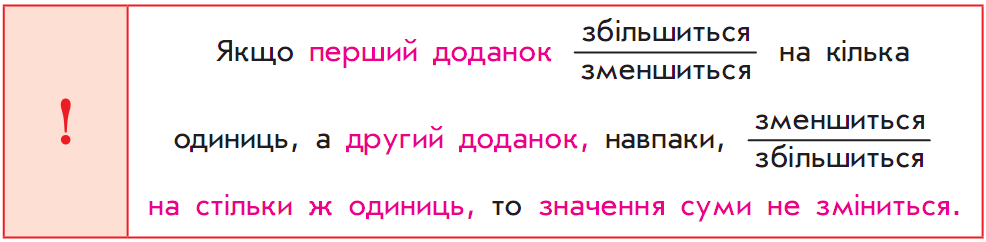 !
Якщо перший доданок збільшиться/зменшиться на кілька
одиниць, а другий доданок, навпаки, зменшиться/збільшиться
на стільки ж одиниць, то значення суми не зміниться.